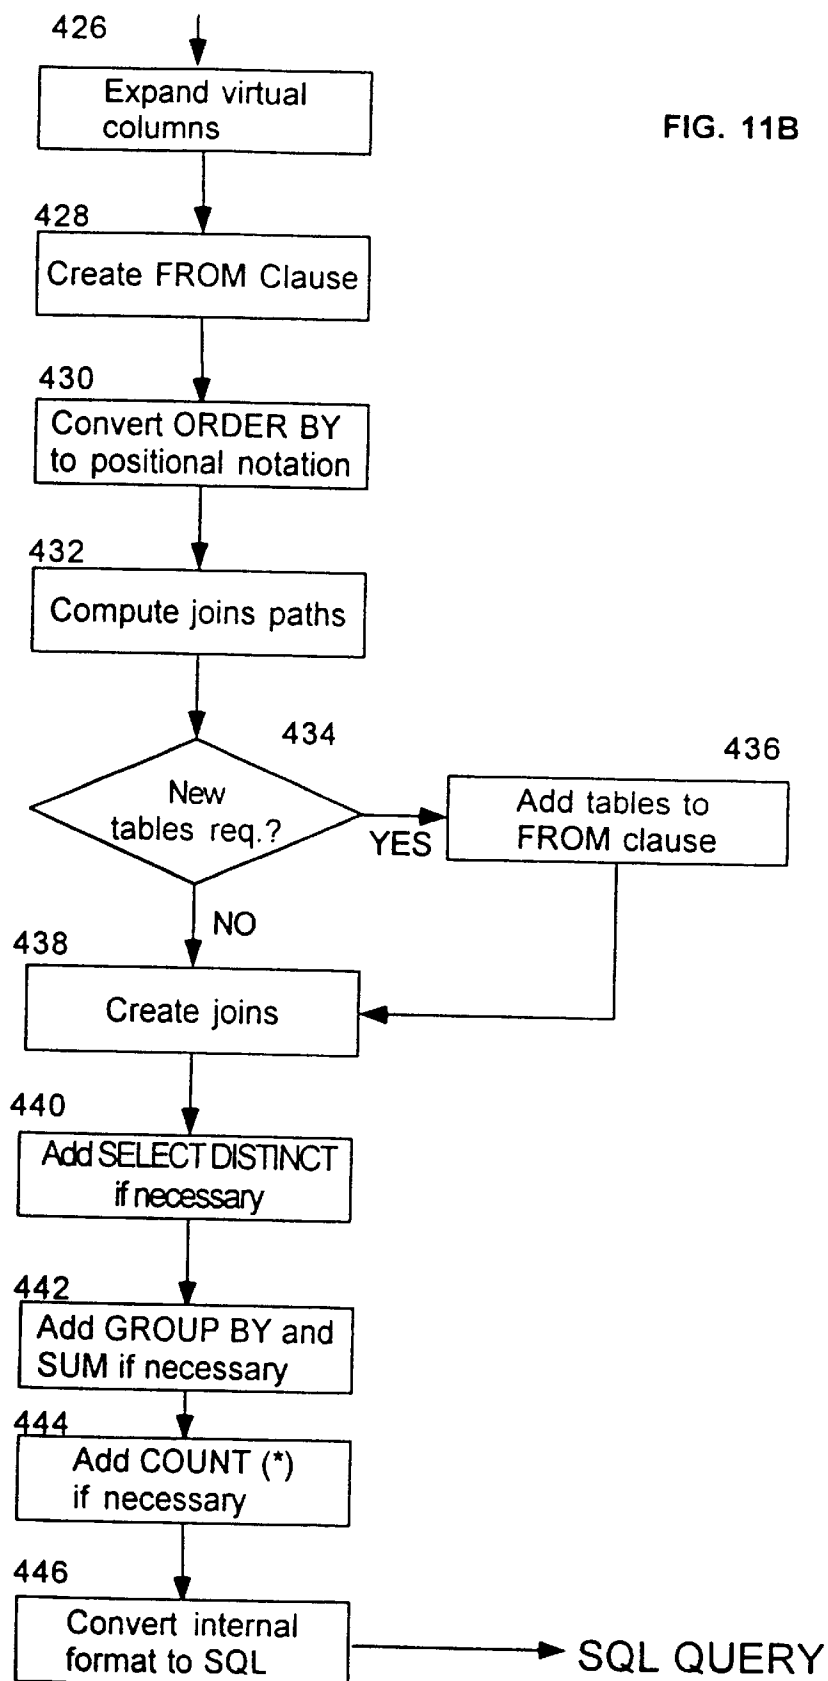 426
Expand virtual
columns
FIG. 11B
428
Create FROM Clause
430
Convert ORDER BY
to positional notation
432
Compute joins paths
434
New
tables req.?
YES
436
Add tables to
FROM clause
NO
438
Create joins
440
Add SELECT DISTINCT
if necessary
442
Add GROUP BY and
SUM if necessary
444
Add COUNT (*)
if necessary
446
Convert internal
format to SQL
SQL QUERY